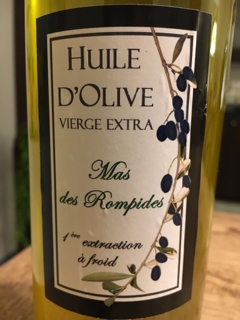 HUILE
D'OLIVE
VIERGE EXTRA
Mas
des Rompides
1ère extraction
à froid